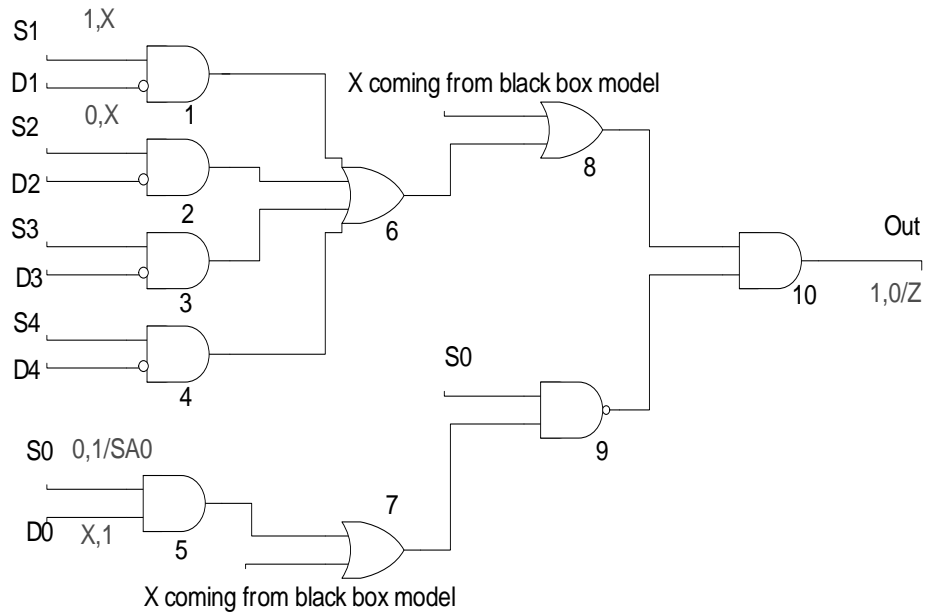 S1 1,X
D1
1
S2 0,X
D2
2
S3
D3
3
S4
D4
4
X coming from black box model
8
6
Out
10
1,0/Z
S0
9
S0 0,1/SA0
D0 X,1
5
7
X coming from black box model